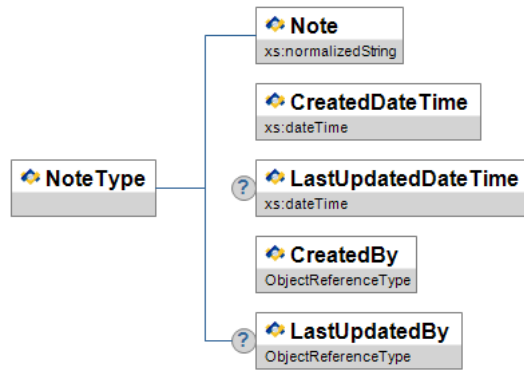 Note
xs:normalizedString
CreatedDateTime
xs:dateTime
NoteType
?
LastUpdatedDateTime
xs:dateTime
CreatedBy
ObjectReferenceType
?
LastUpdatedBy
ObjectReferenceType